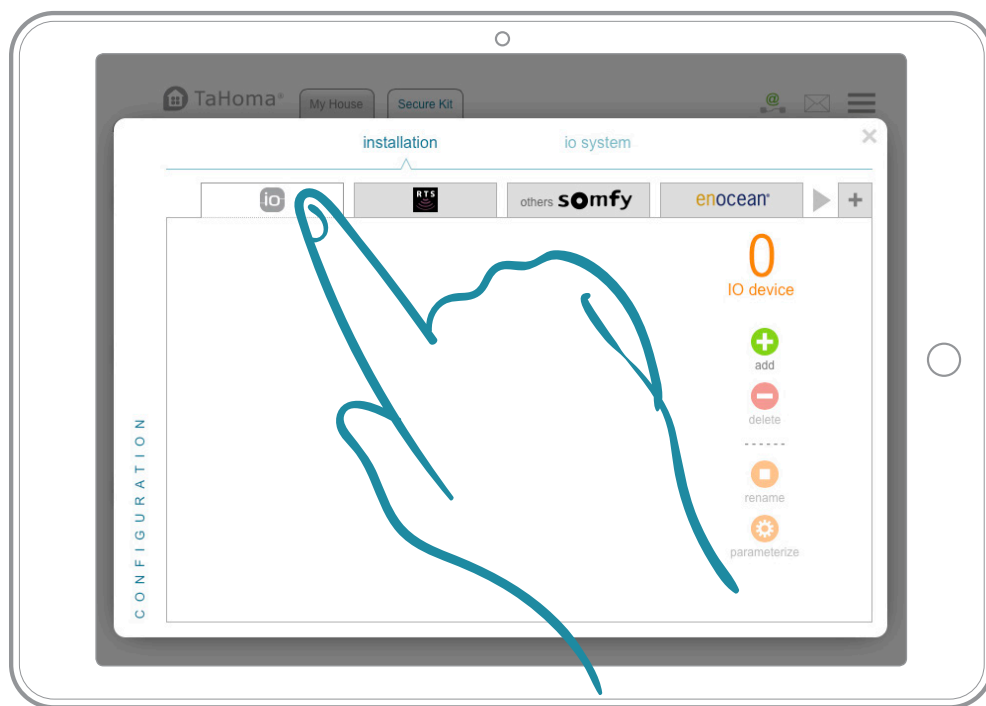 TaHoma®
My House
Secure Kit
@
installation
io system
×
io
RTS
others somfy
enocean®
+
0
IO device
add
delete
rename
parameterize
CONFIGURATION